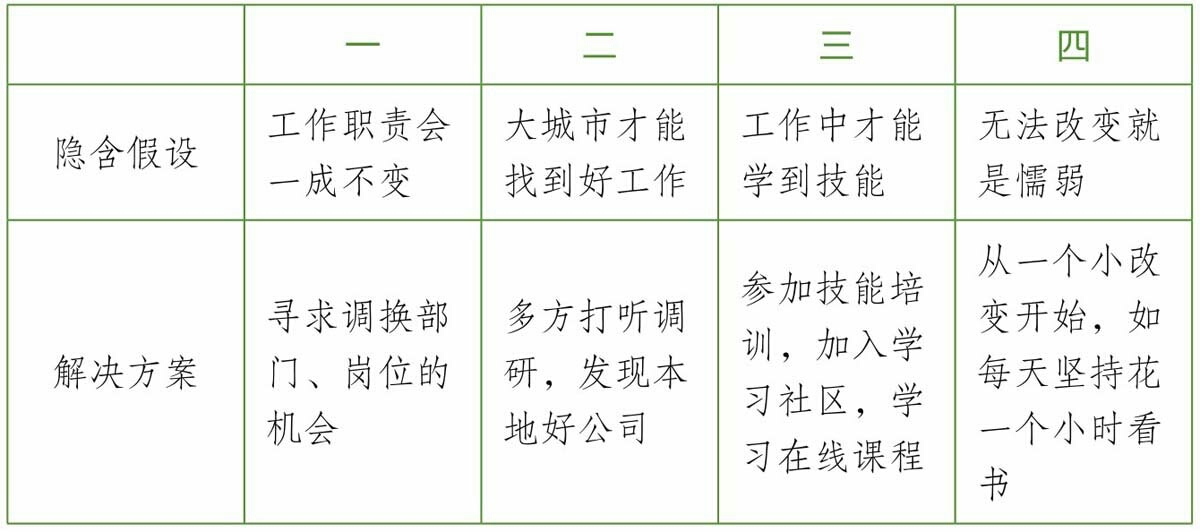 一 二 三 四
隐含假设
工作职责会
一成不变
大城市才能
找到好工作
工作中才能
学到技能
无法改变就
是懦弱
解决方案
寻求调换部
门、岗位的
机会
多方打听调
研，发现本
地好公司
参加技能培
训，加入学
习社区，学
习在线课程
从一个小改
变开始，如
每天坚持花
一个小时看
书